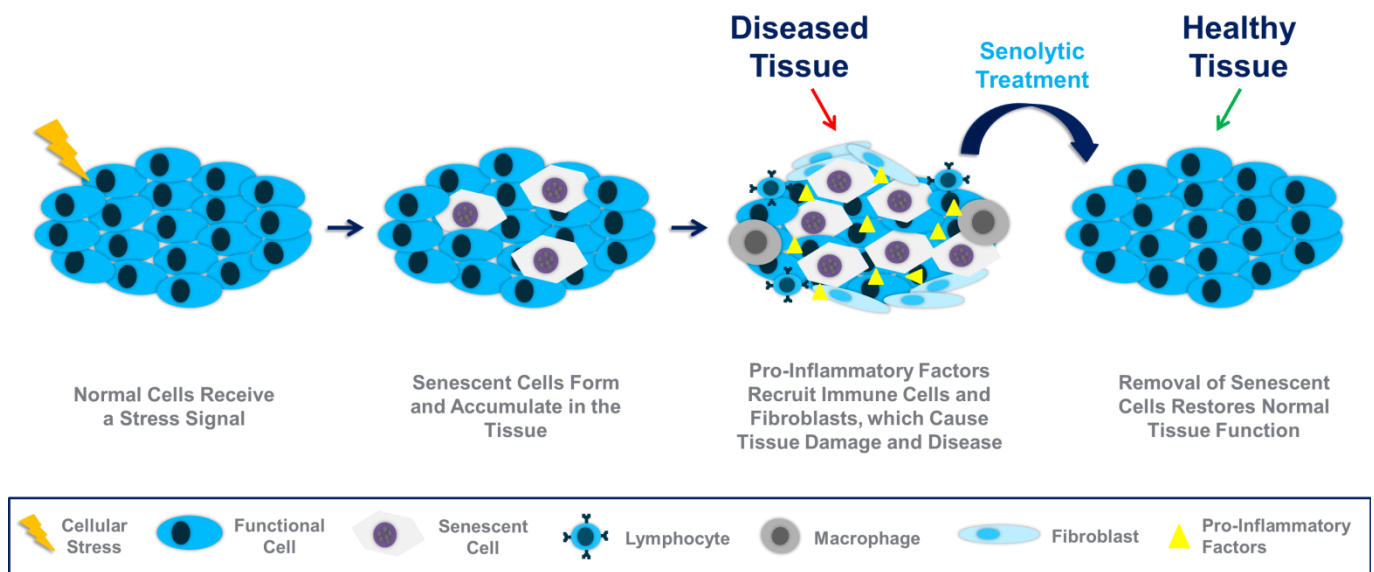 Diseased
Tissue
Senolytic
Treatment
Healthy
Tissue
Normal Cells Receive
a Stress Signal
Senescent Cells Form
and Accumulate in the
Tissue
Pro-Inflammatory Factors
Recruit Immune Cells and
Fibroblasts, which Cause
Tissue Damage and Disease
Removal of Senescent
Cells Restores Normal
Tissue Function
Cellular
Stress
Functional
Cell
Senescent
Cell
Lymphocyte
Macrophage
Fibroblast
Pro-Inflammatory
Factors